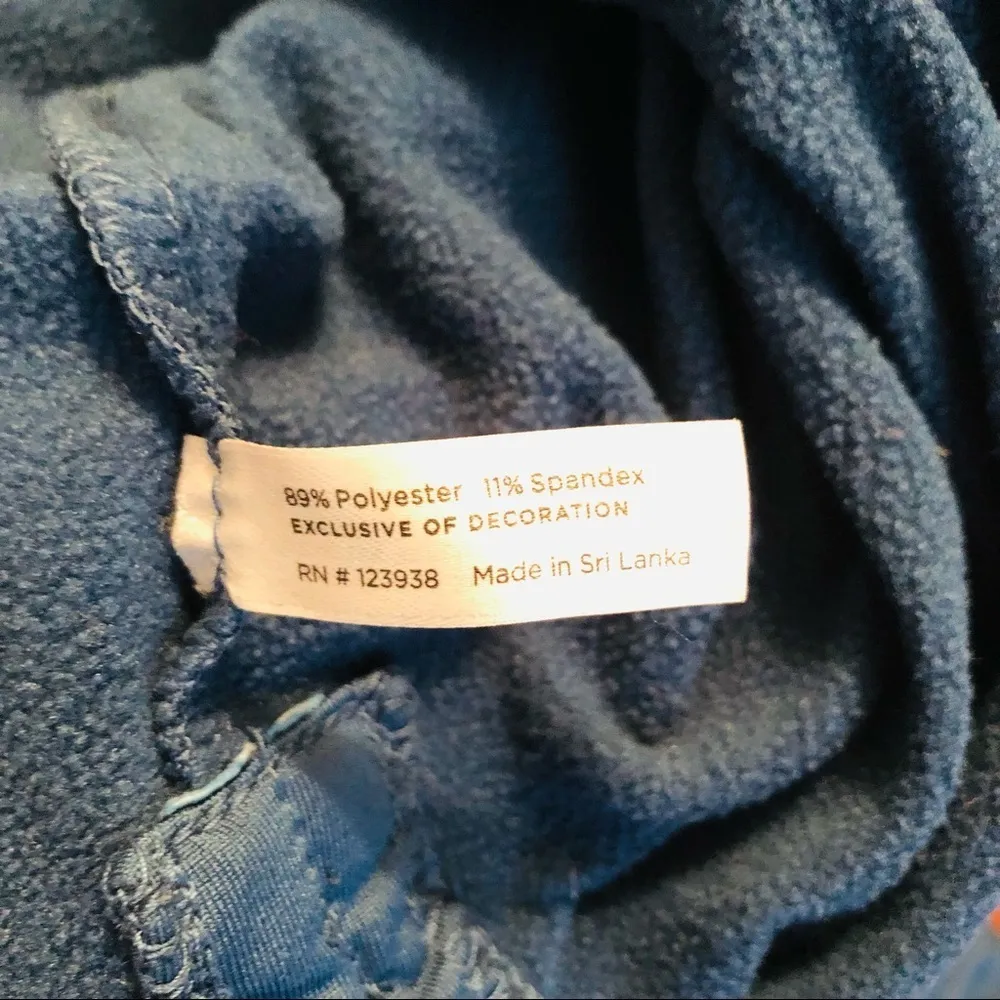 89% Polyester 11% Spandex
EXCLUSIVE OF DECORATION
RN # 123938 Made in Sri Lanka